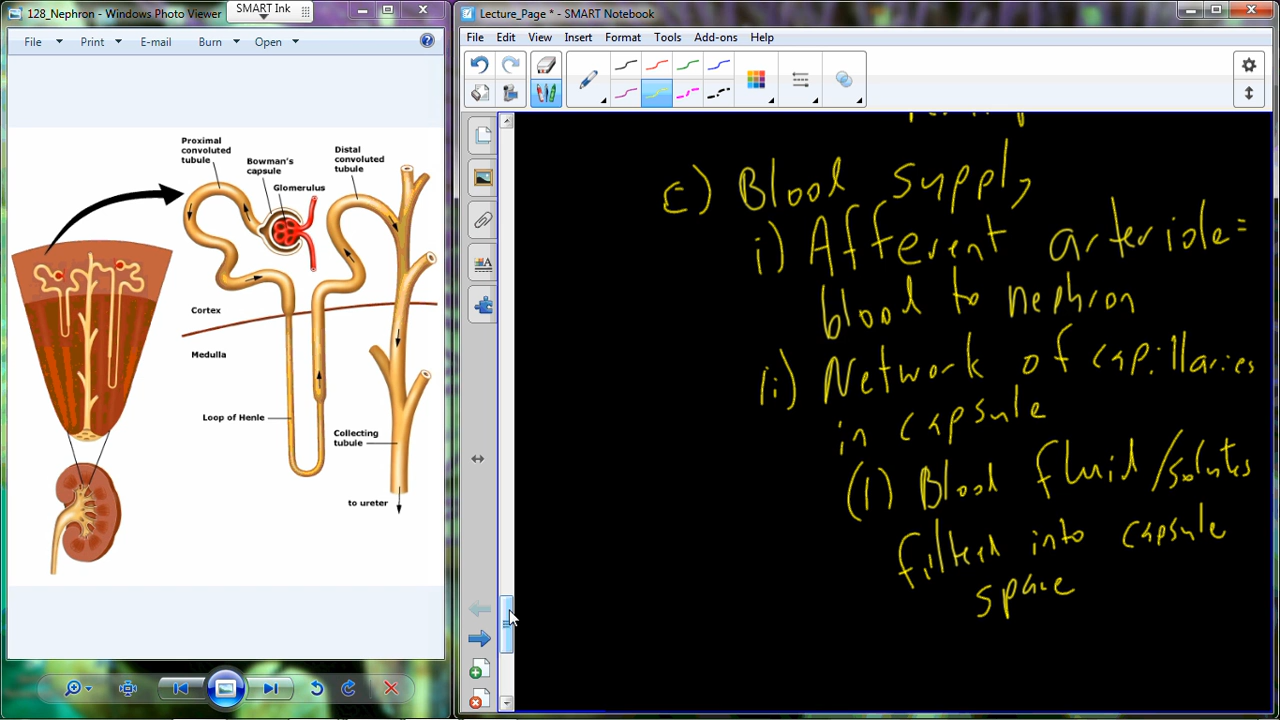 128_Nephron - Windows Photo Viewer
SMART Ink
File Print E-mail Burn Open
Proximal
convoluted
tubule
Bowman's
capsule
Glomerulus
Distal
convoluted
tubule
Cortex
Medulla
Loop of Henle
Collecting
tubule
to ureter
Lecture_Page * - SMART Notebook
File Edit View Insert Format Tools Add-ons Help
c) Blood supply
i) Afferent arteriole =
blood to nephron
ii) Network of capillaries
in capsule
(1) Blood fluid/solutes
filtered into capsule
space